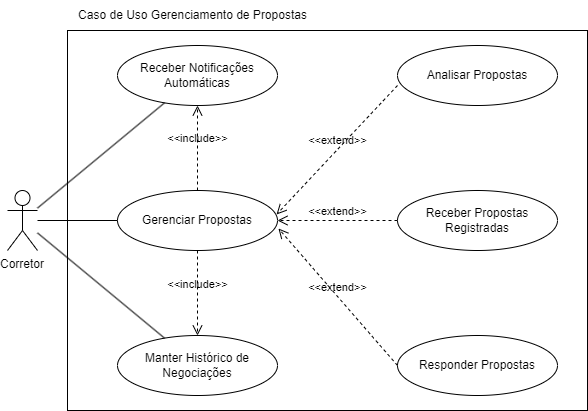 Caso de Uso Gerenciamento de Propostas
Receber Notificações
Automáticas
Analisar Propostas
<<include>>
<<extend>>
Gerenciar Propostas
<<extend>>
Receber Propostas
Registradas
Corretor
<<include>>
<<extend>>
Manter Histórico de
Negociações
Responder Propostas